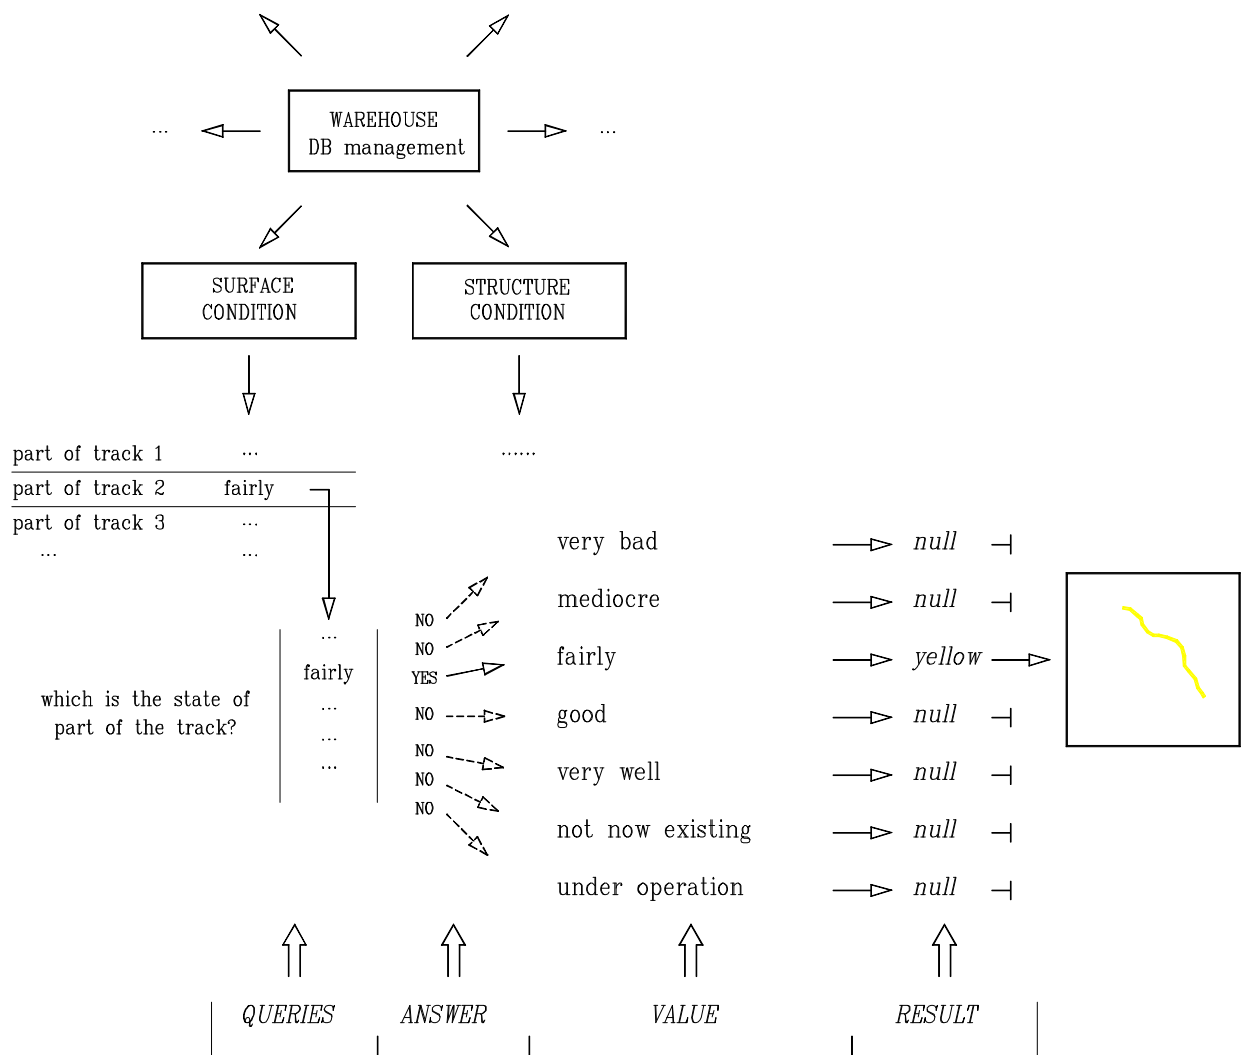 WAREHOUSE
DB management
... ...
SURFACE
CONDITION
STRUCTURE
CONDITION
part of track 1 ... ......
part of track 2 fairly
part of track 3 ...
... ...
which is the state of
part of the track?
...
fairly
...
...
...
NO
NO
YES
NO
NO
NO
NO
very bad null
mediocre null
fairly yellow
good null
very well null
not now existing null
under operation null
QUERIES ANSWER VALUE RESULT